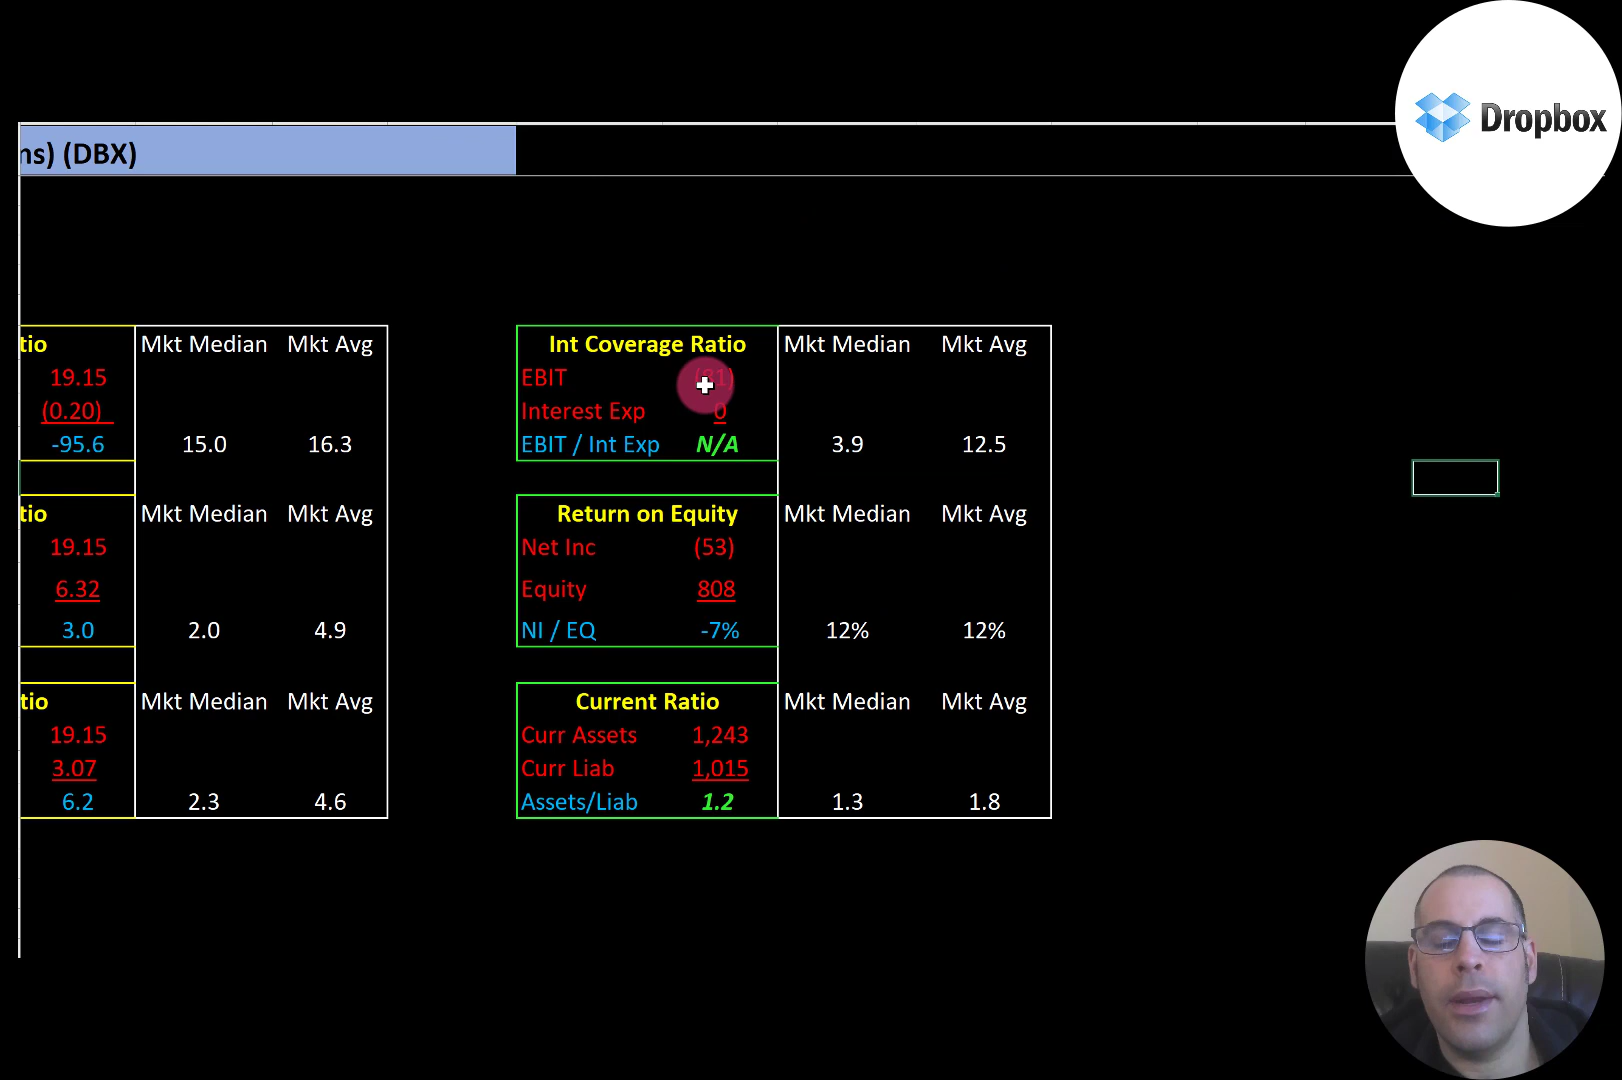 Dropbox
ns) (DBX)
tio Mkt Median Mkt Avg
19.15
(0.20)
-95.6 15.0 16.3
tio Mkt Median Mkt Avg
19.15
6.32
3.0 2.0 4.9
tio Mkt Median Mkt Avg
19.15
3.07
6.2 2.3 4.6
Int Coverage Ratio Mkt Median Mkt Avg
EBIT
Interest Exp 0
EBIT / Int Exp N/A 3.9 12.5
Return on Equity Mkt Median Mkt Avg
Net Inc (53)
Equity 808
NI / EQ -7% 12% 12%
Current Ratio Mkt Median Mkt Avg
Curr Assets 1,243
Curr Liab 1,015
Assets/Liab 1.2 1.3 1.8